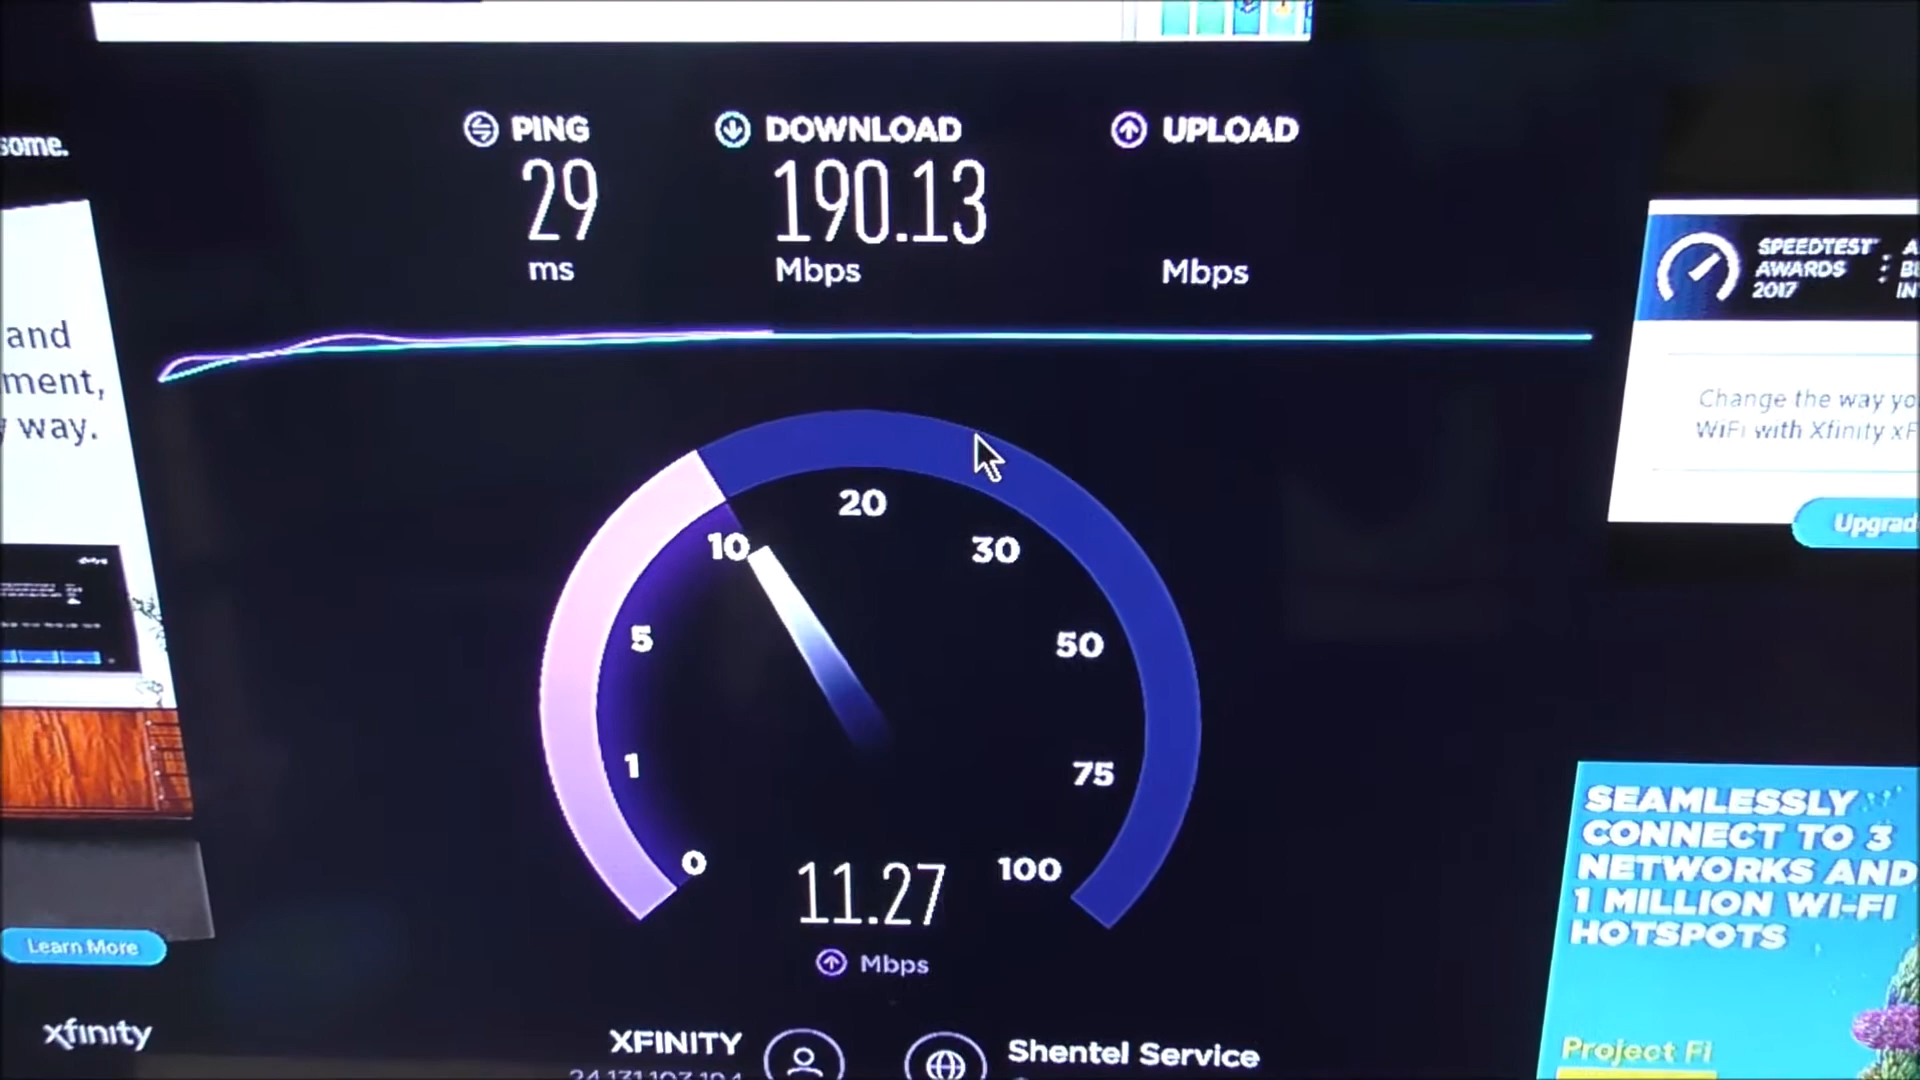 some.
PING
DOWNLOAD
UPLOAD
29
190.13
ms
Mbps
Mbps
and
ment,
way.
SPEEDTEST
AWARDS
2017
Change the way yo
WiFi with Xfinity xF
Upgrad
0
1
5
10
20
30
50
75
100
11.27
Mbps
Learn More
xfinity
XFINITY
Shentel Service
SEAMLESSLY
CONNECT TO 3
NETWORKS AND
1 MILLION WI-FI
HOTSPOTS
Project Fi